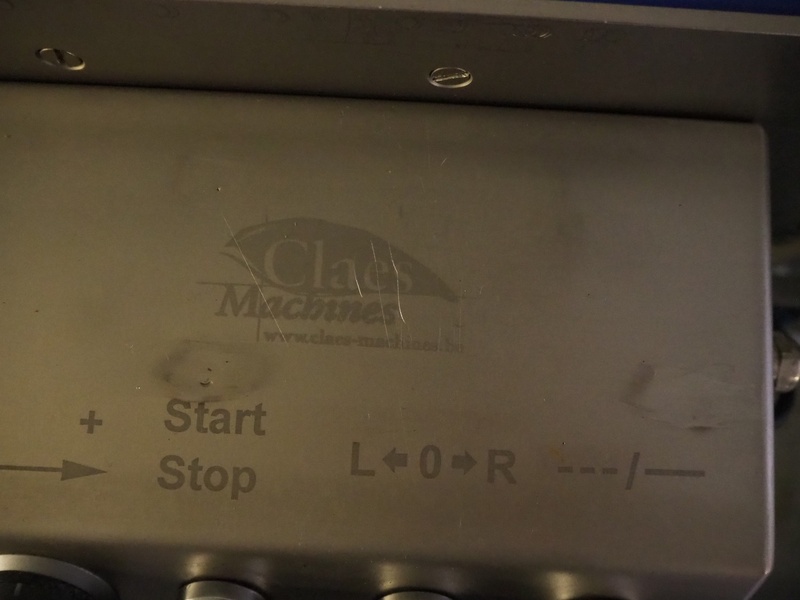 Claes
Machines
www.claes-machines.be
+ Start
Stop
L 0 R ---/—